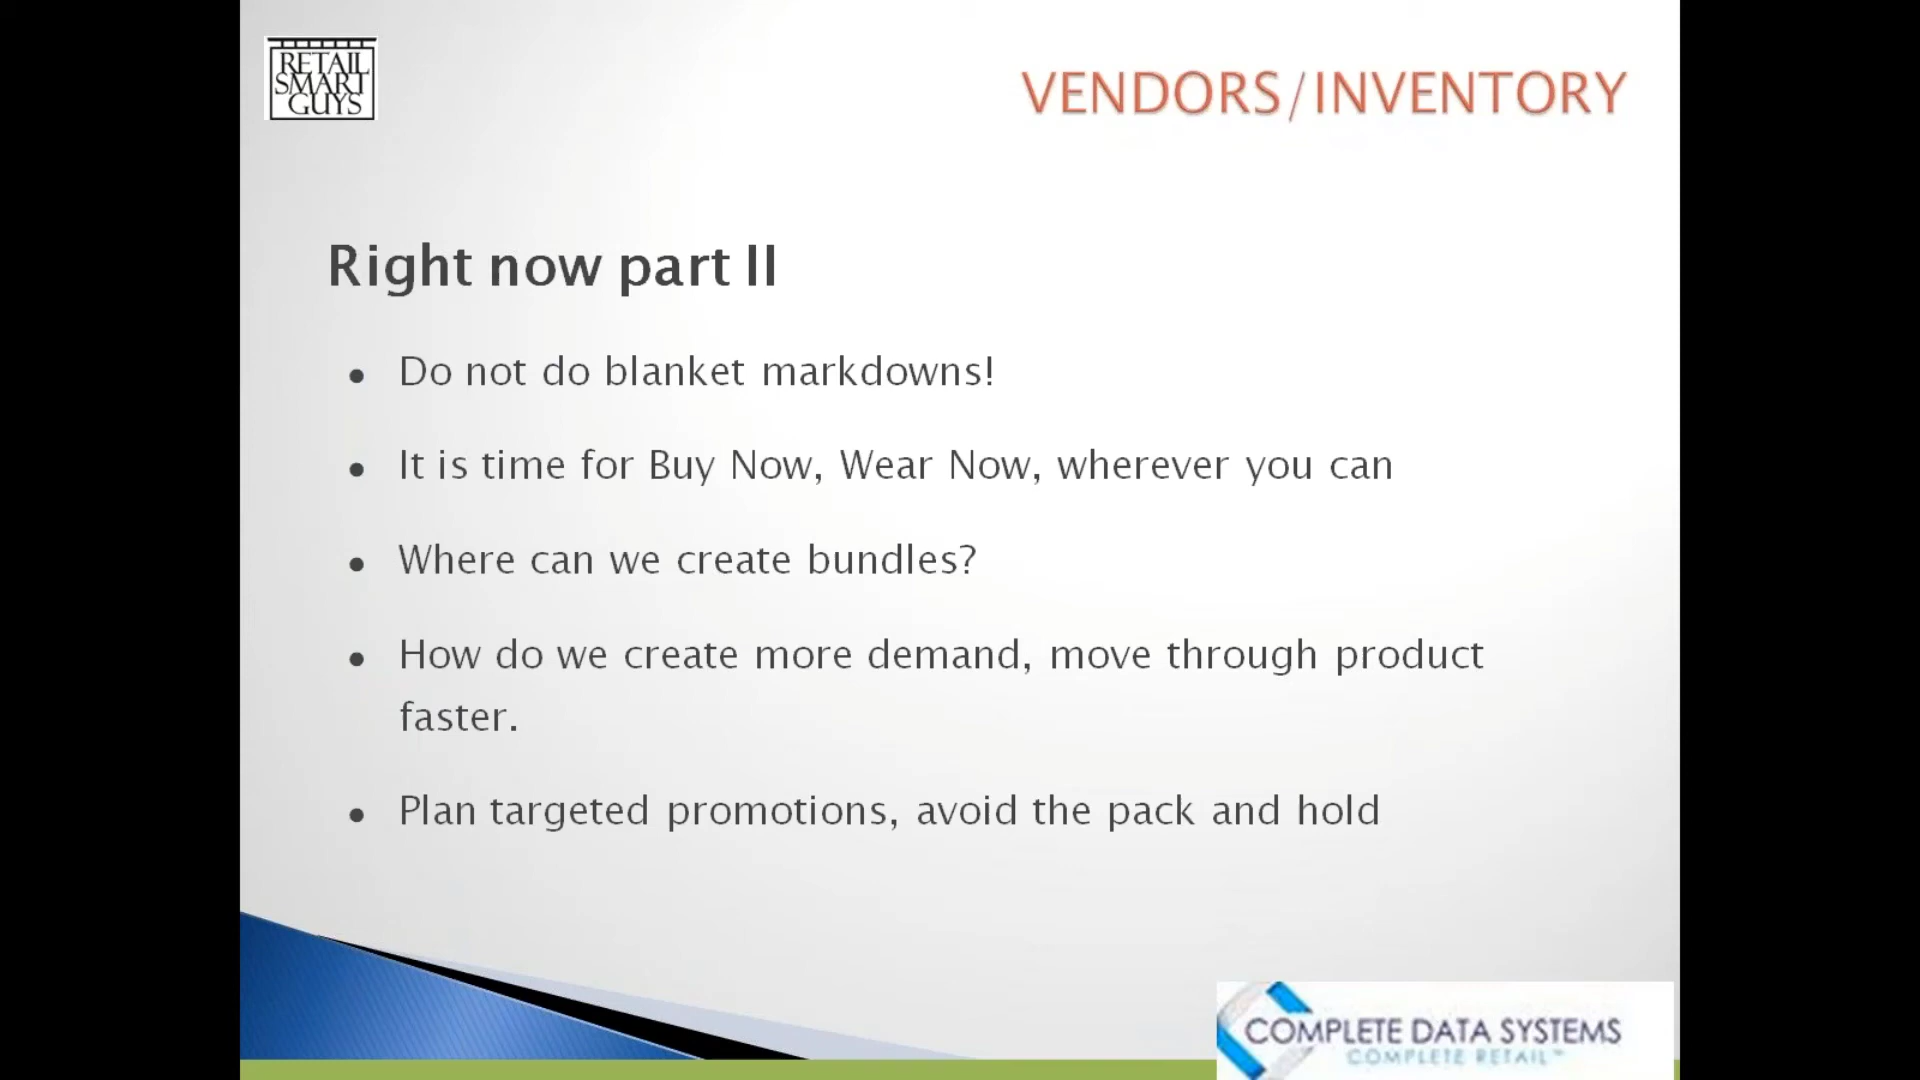 RETAIL
SMART
GUYS
VENDORS/INVENTORY
Right now part II
• Do not do blanket markdowns!
• It is time for Buy Now, Wear Now, wherever you can
• Where can we create bundles?
• How do we create more demand, move through product
faster.
• Plan targeted promotions, avoid the pack and hold
COMPLETE DATA SYSTEMS
COMPLETE RETAIL™